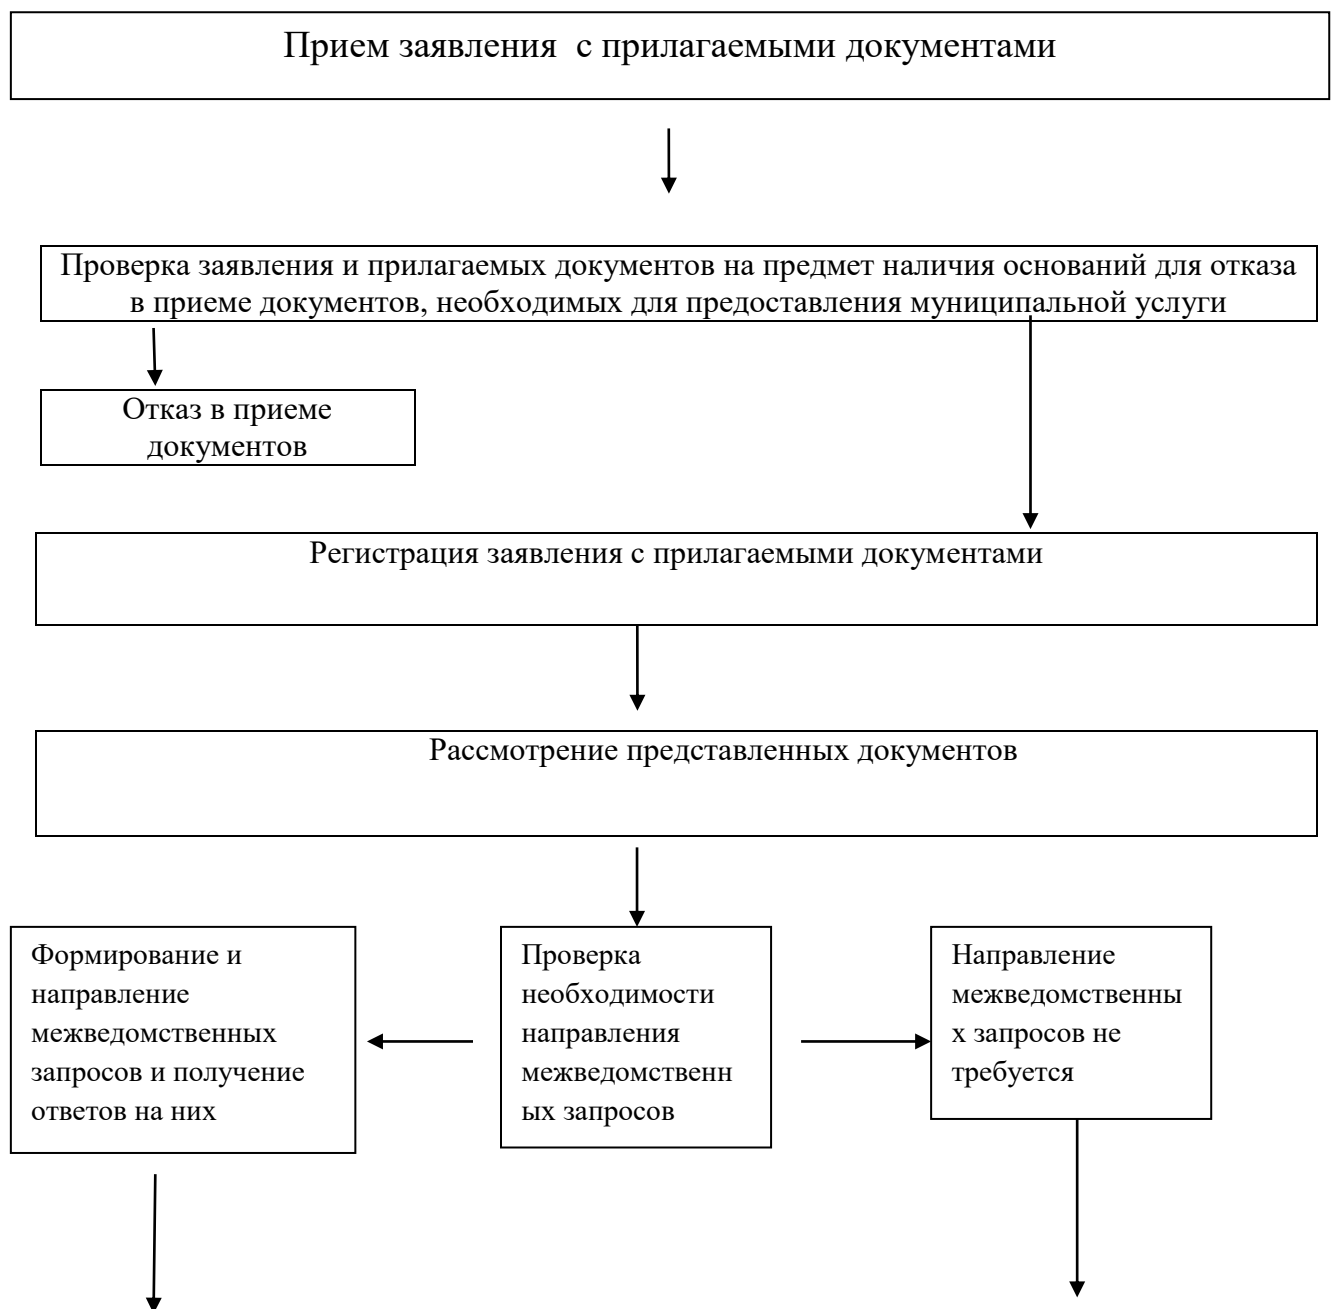 Прием заявления  с прилагаемыми документами
Проверка заявления и прилагаемых документов на предмет наличия оснований для отказа
в приеме документов, необходимых для предоставления муниципальной услуги
Отказ в приеме
документов
Регистрация заявления с прилагаемыми документами
Рассмотрение представленных документов
Формирование и
направление
межведомственных
запросов и получение
ответов на них
Проверка
необходимости
направления
межведомственн
ых запросов
Направление
межведомственны
х запросов не
требуется